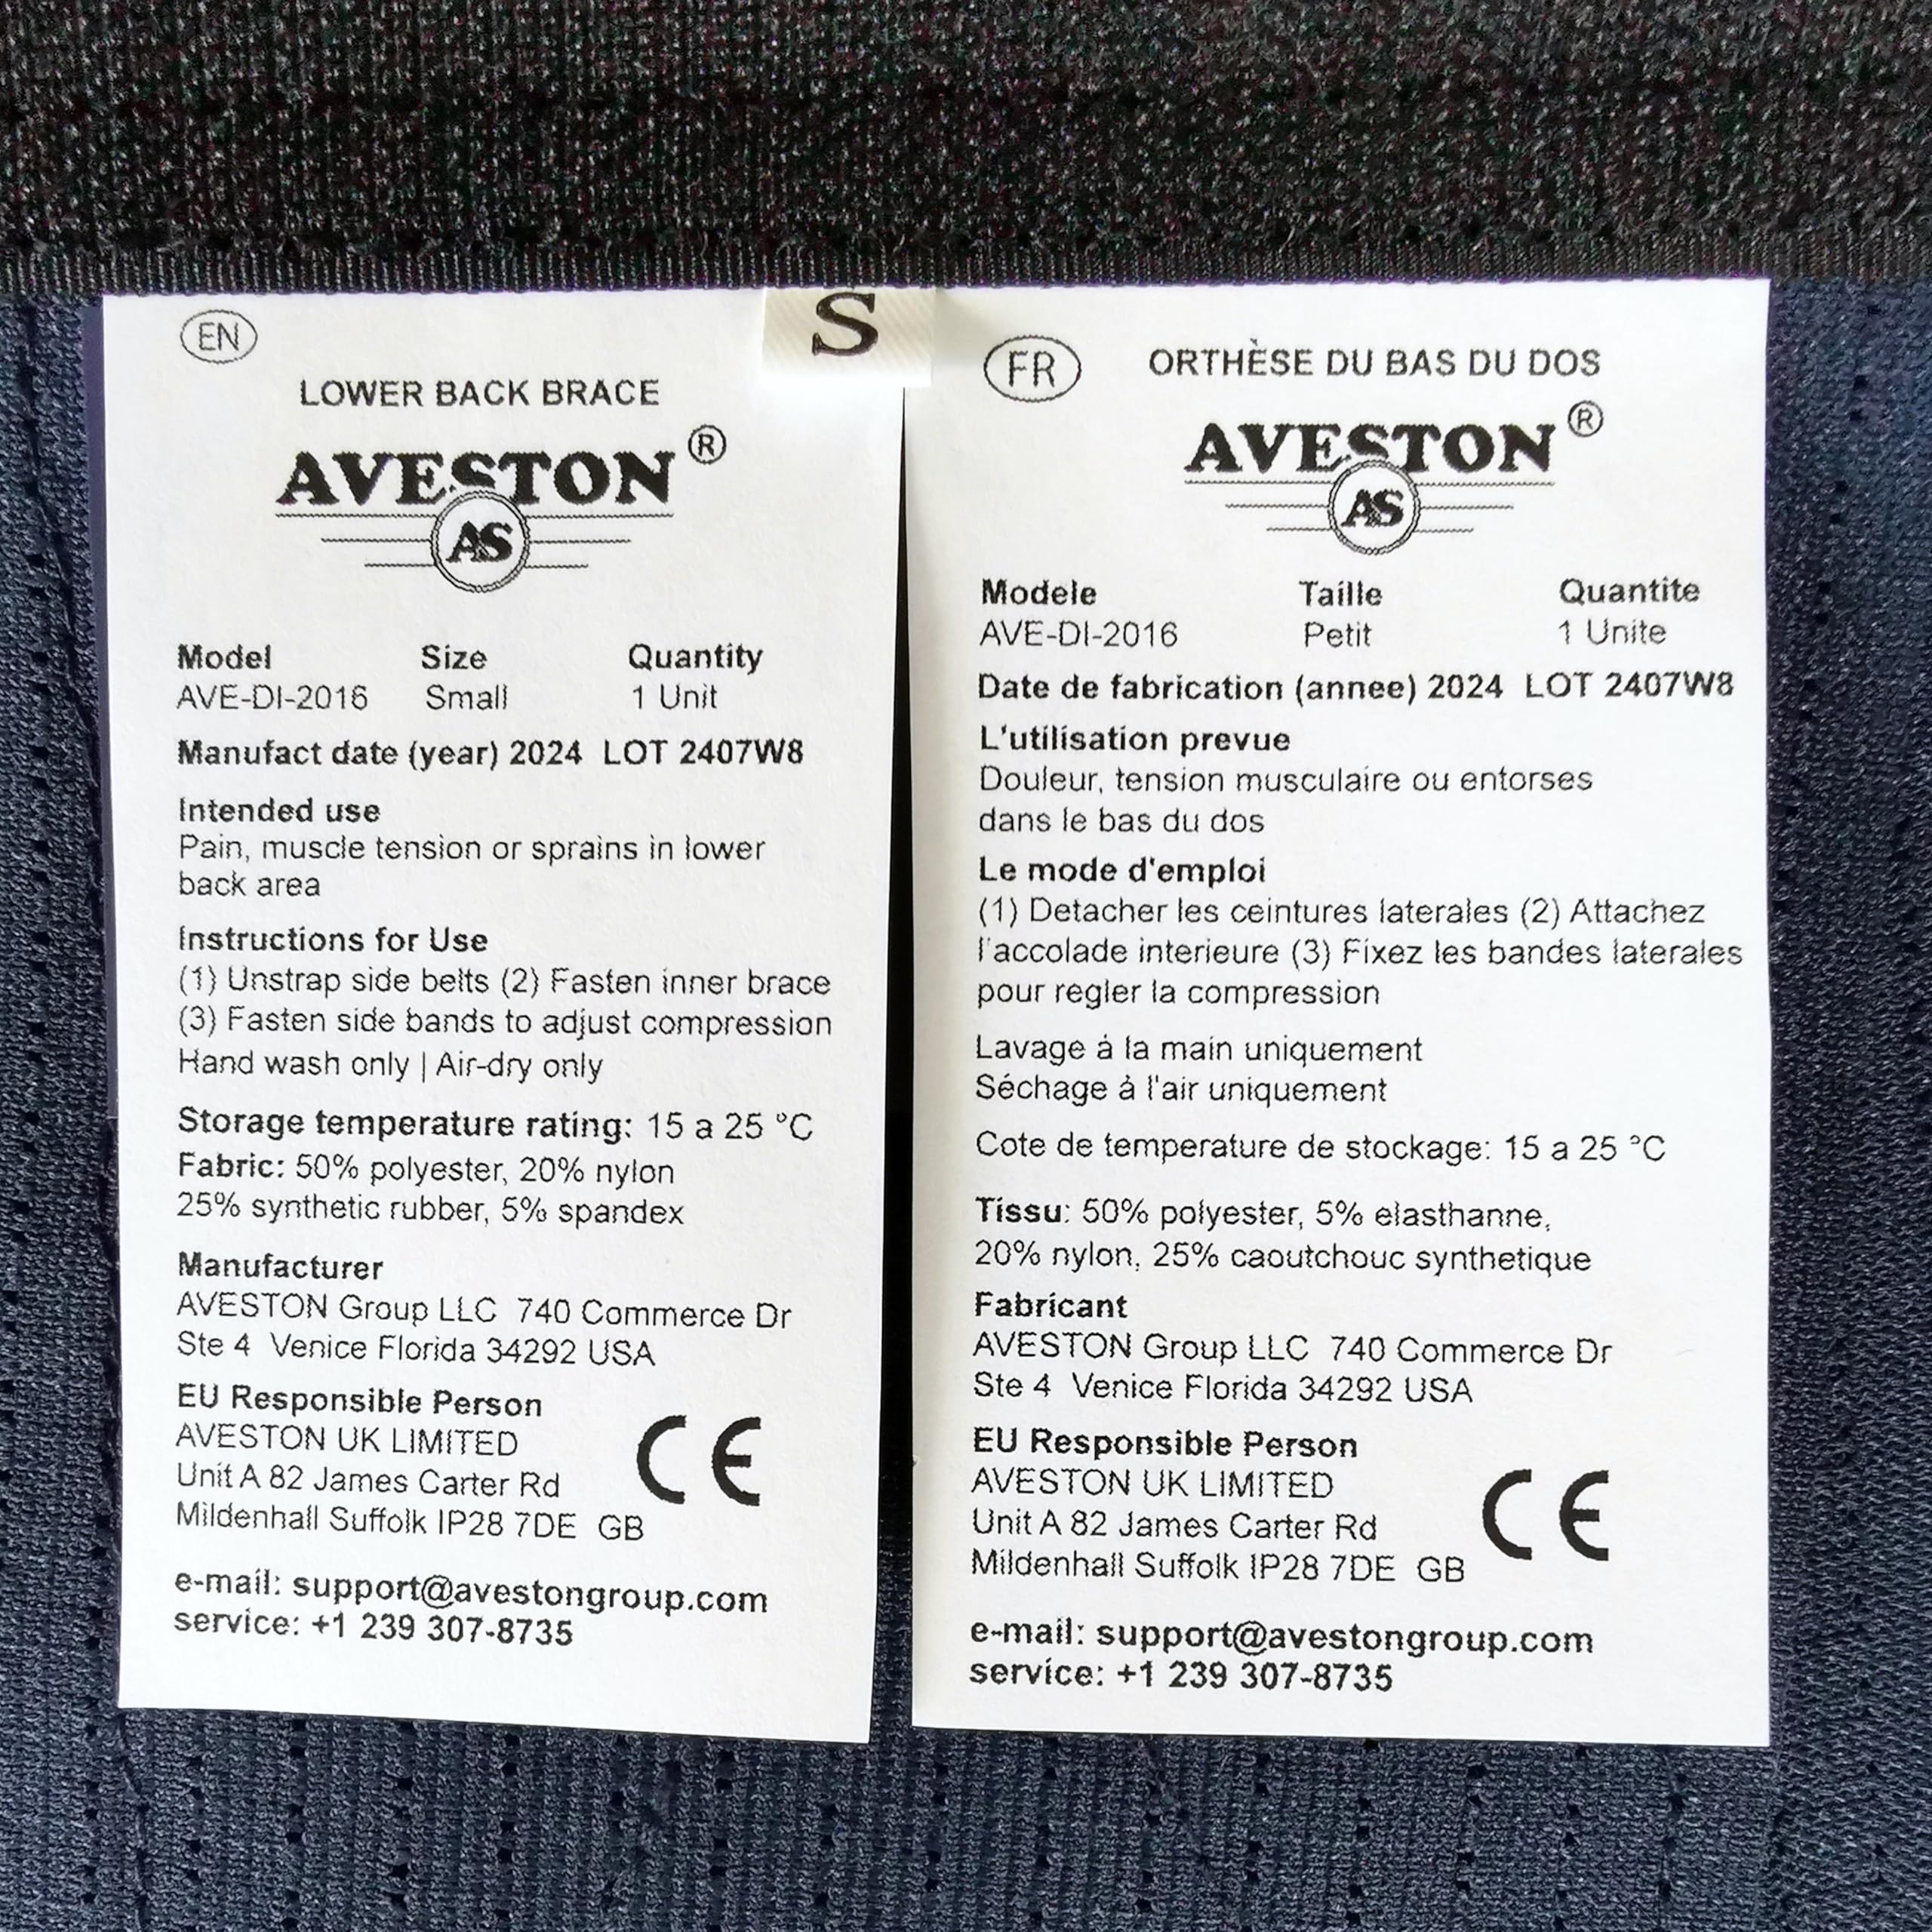 EN
LOWER BACK BRACE
AVESTON®
AS
Model Size Quantity
AVE-DI-2016 Small 1 Unit
Manufact date (year) 2024 LOT 2407W8
Intended use
Pain, muscle tension or sprains in lower
back area
Instructions for Use
(1) Unstrap side belts (2) Fasten inner brace
(3) Fasten side bands to adjust compression
Hand wash only | Air-dry only
Storage temperature rating: 15 a 25 °C
Fabric: 50% polyester, 20% nylon
25% synthetic rubber, 5% spandex
Manufacturer
AVESTON Group LLC 740 Commerce Dr
Ste 4 Venice Florida 34292 USA
EU Responsible Person
AVESTON UK LIMITED
Unit A 82 James Carter Rd
Mildenhall Suffolk IP28 7DE GB
CE
e-mail: support@avestongroup.com
service: +1 239 307-8735
S
FR
ORTHÈSE DU BAS DU DOS
AVESTON®
AS
Modele Taille Quantite
AVE-DI-2016 Petit 1 Unite
Date de fabrication (annee) 2024 LOT 2407W8
L'utilisation prevue
Douleur, tension musculaire ou entorses
dans le bas du dos
Le mode d'emploi
(1) Detacher les ceintures laterales (2) Attachez
l'accolade interieure (3) Fixez les bandes laterales
pour regler la compression
Lavage á la main uniquement
Séchage á l'air uniquement
Cote de temperature de stockage: 15 a 25 °C
Tissu: 50% polyester, 5% elasthanne,
20% nylon, 25% caoutchouc synthetique
Fabricant
AVESTON Group LLC 740 Commerce Dr
Ste 4 Venice Florida 34292 USA
EU Responsible Person
AVESTON UK LIMITED
Unit A 82 James Carter Rd
Mildenhall Suffolk IP28 7DE GB
CE
e-mail: support@avestongroup.com
service: +1 239 307-8735